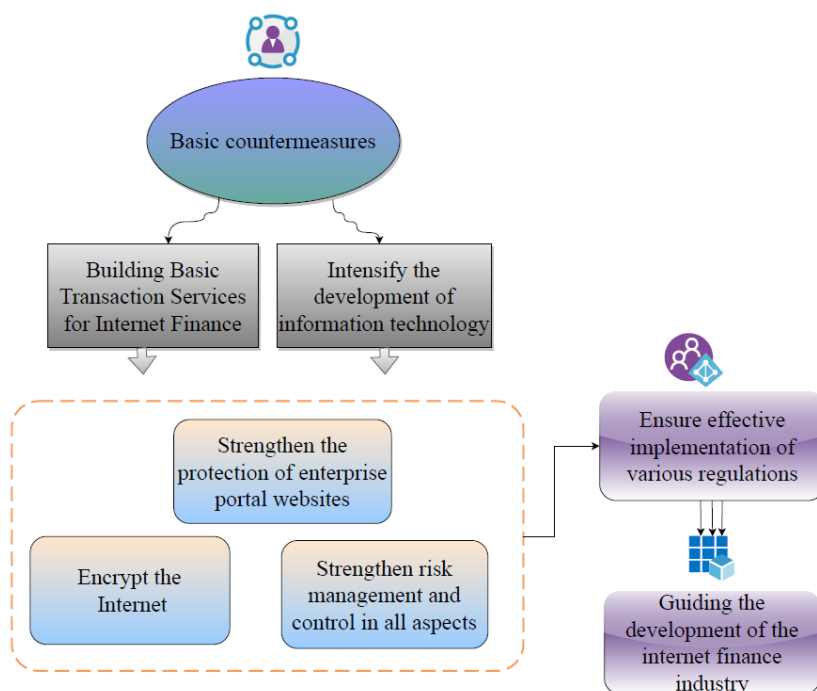 Basic countermeasures
Building Basic
Transaction Services
for Internet Finance
Intensify the
development of
information technology
Strengthen the
protection of enterprise
portal websites
Encrypt the
Internet
Strengthen risk
management and
control in all aspects
Ensure effective
implementation of
various regulations
Guiding the
development of the
internet finance
industry